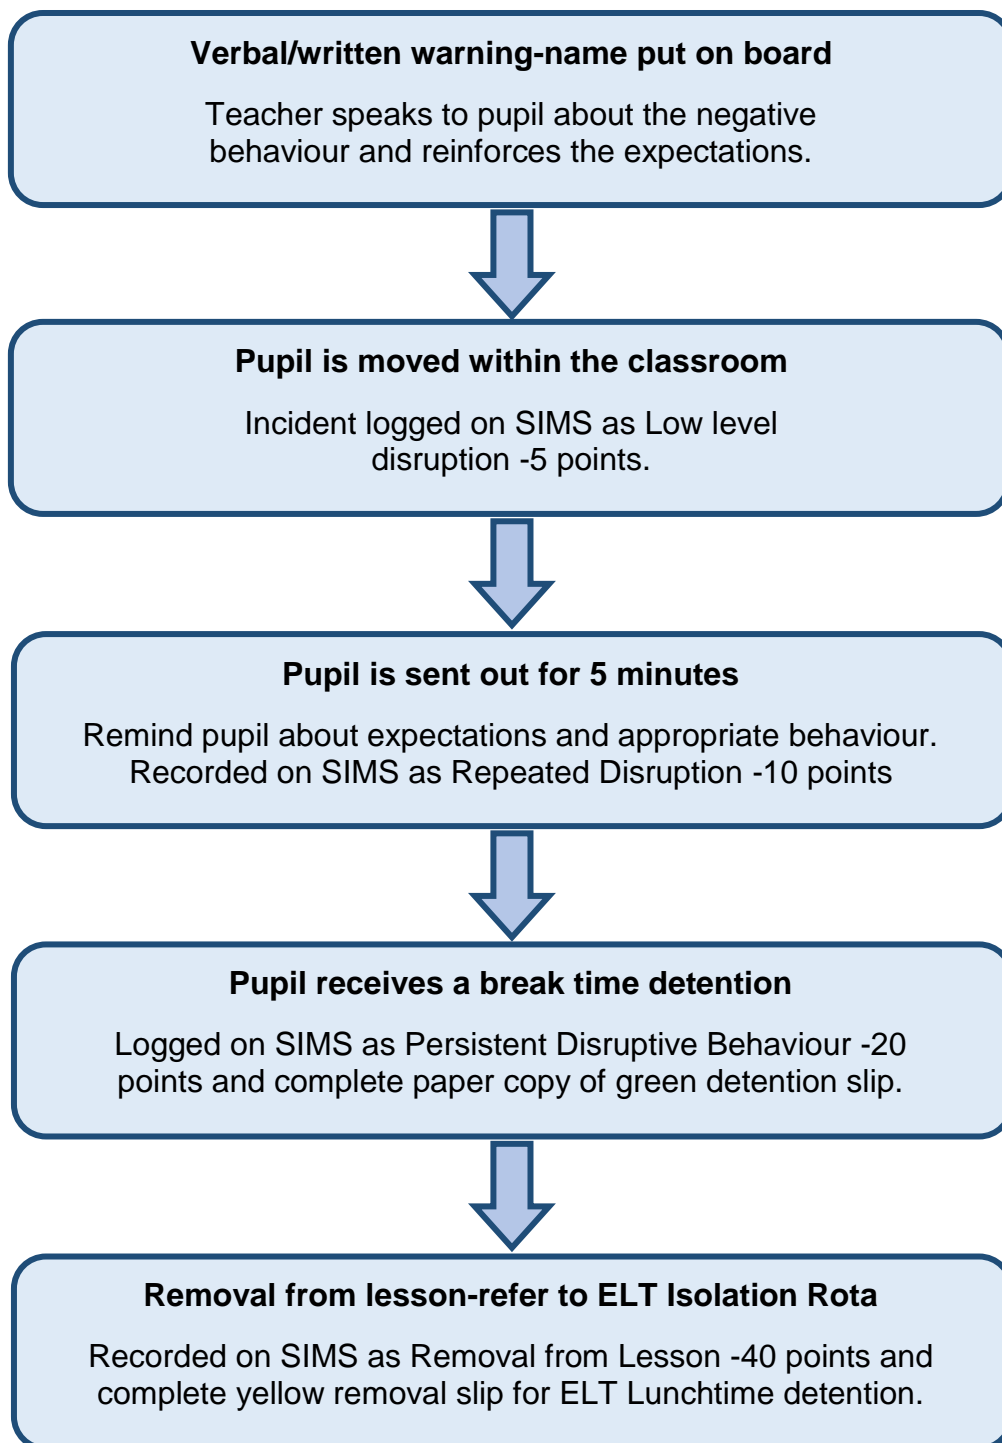 Verbal/written warning-name put on board
Teacher speaks to pupil about the negative
behaviour and reinforces the expectations.
Pupil is moved within the classroom
Incident logged on SIMS as Low level
disruption -5 points.
Pupil is sent out for 5 minutes
Remind pupil about expectations and appropriate behaviour.
Recorded on SIMS as Repeated Disruption -10 points
Pupil receives a break time detention
Logged on SIMS as Persistent Disruptive Behaviour -20
points and complete paper copy of green detention slip.
Removal from lesson-refer to ELT Isolation Rota
Recorded on SIMS as Removal from Lesson -40 points and
complete yellow removal slip for ELT Lunchtime detention.